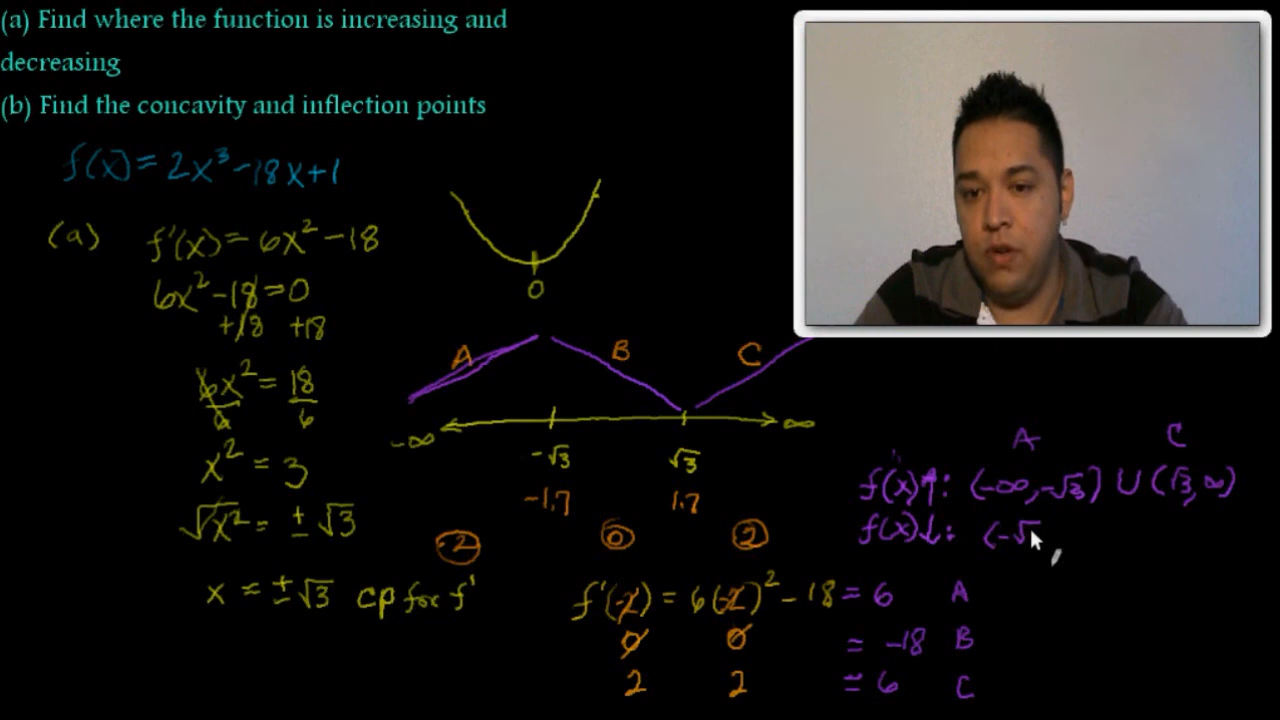 (a) Find where the function is increasing and
decreasing
(b) Find the concavity and inflection points
f(x) = 2x³ - 18x + 1
(a) f'(x) = 6x² - 18
6x² - 18 = 0
+18 +18
6x² = 18
6 6
x² = 3
√x² = ± √3
x = ±√3 cp for f'
0
A B C
-∞ ∞
-√3 √3
-1.7 1.7
-2 0 2
A C
f(x)↑: (-∞, -√3) ∪ (√3, ∞)
f(x)↓: (-√
f'(-2) = 6(-2)² - 18 = 6 A
0 0 = -18 B
2 2 = 6 C